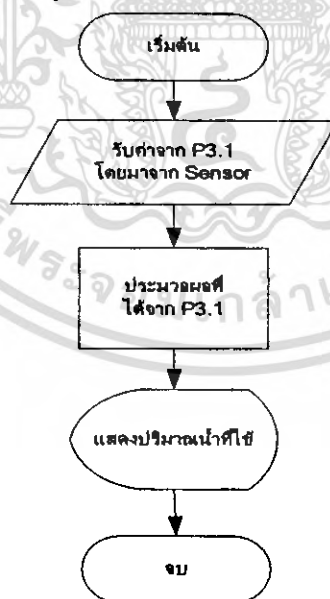 เริ่มต้น
รับค่าจาก P3.1
โดยมาจาก Sensor
ประมวลผลที่
ได้จาก P3.1
แสดงปริมาณน้ำที่ใช้
จบ